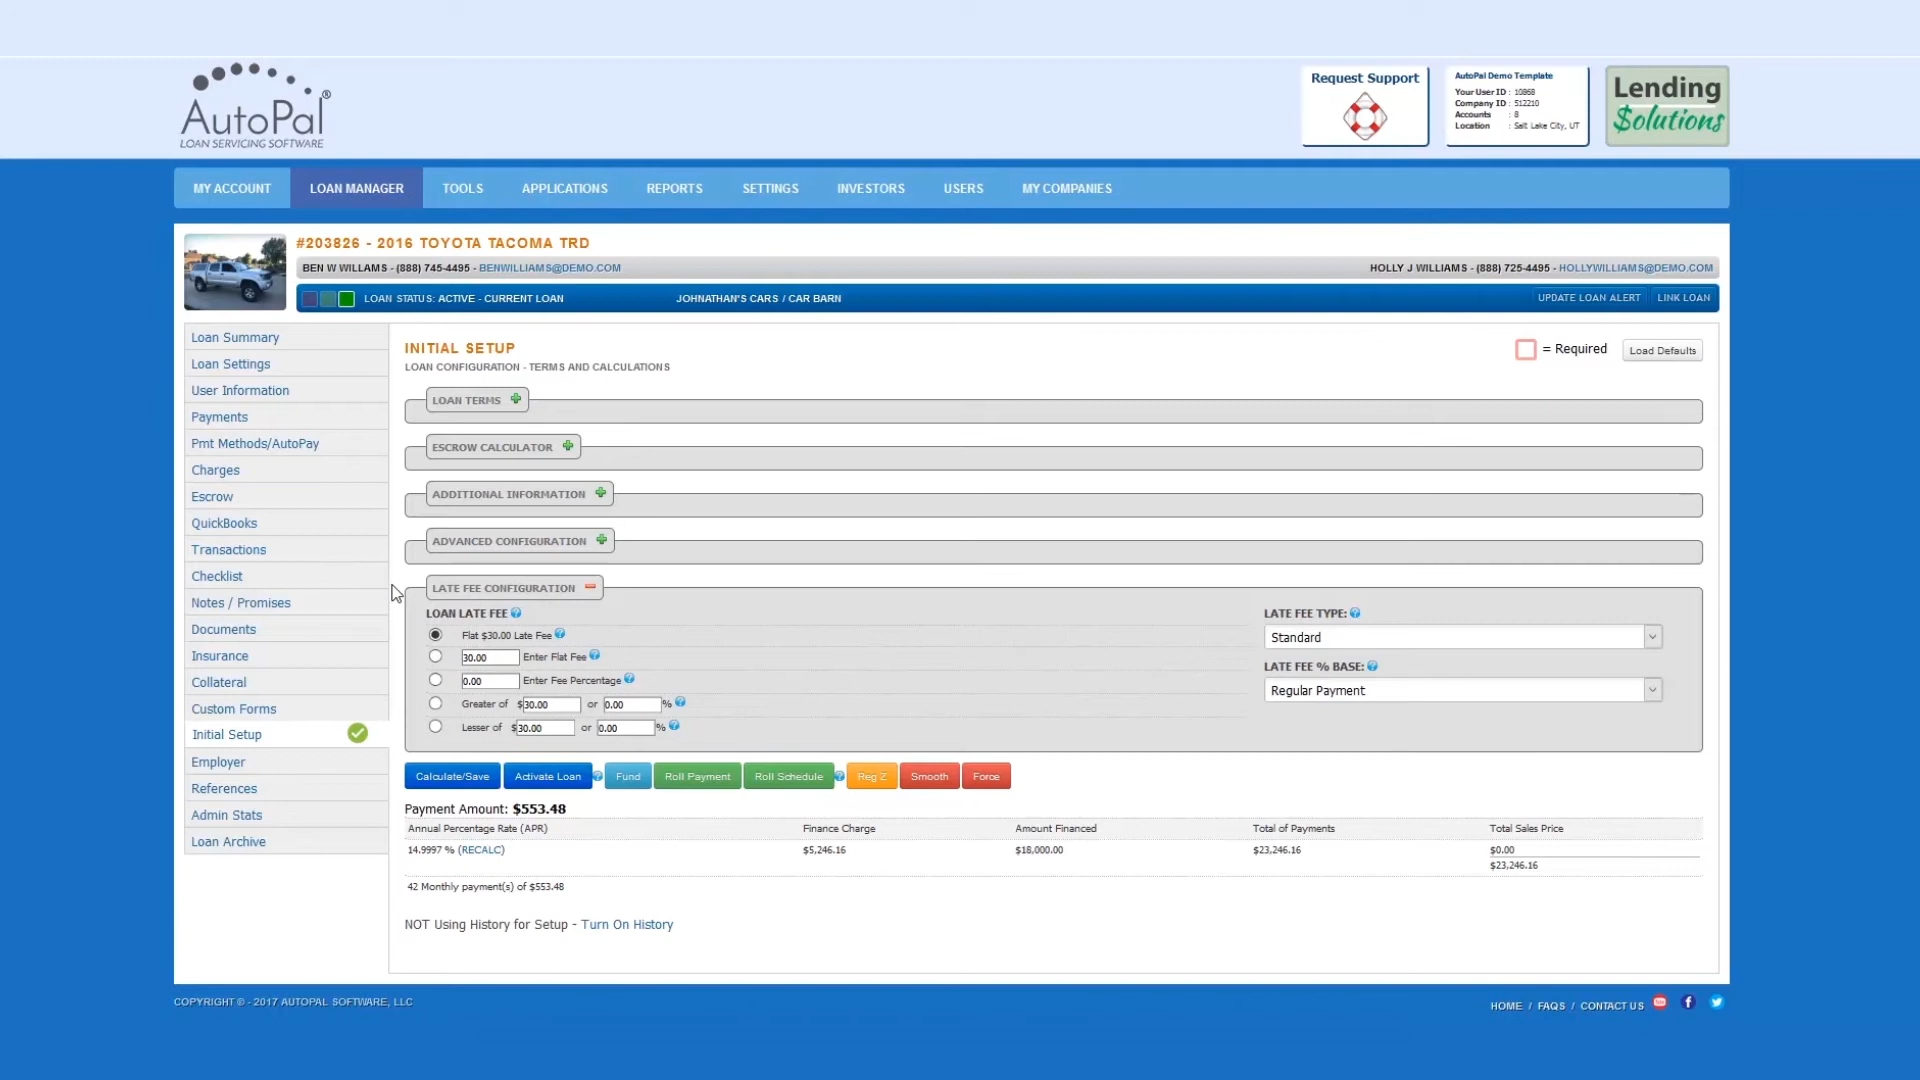 AutoPal®
LOAN SERVICING SOFTWARE
Request Support
AutoPal Demo Template
Your User ID : 10868
Company ID : 512210
Accounts : 8
Location : Salt Lake City, UT
Lending
$olutions
MY ACCOUNT LOAN MANAGER TOOLS APPLICATIONS REPORTS SETTINGS INVESTORS USERS MY COMPANIES
#203826 - 2016 TOYOTA TACOMA TRD
BEN W WILLAMS - (888) 745-4495 - BENWILLIAMS@DEMO.COM
HOLLY J WILLIAMS - (888) 725-4495 - HOLLYWILLIAMS@DEMO.COM
LOAN STATUS: ACTIVE - CURRENT LOAN JOHNATHAN'S CARS / CAR BARN UPDATE LOAN ALERT LINK LOAN
Loan Summary
Loan Settings
User Information
Payments
Pmt Methods/AutoPay
Charges
Escrow
QuickBooks
Transactions
Checklist
Notes / Promises
Documents
Insurance
Collateral
Custom Forms
Initial Setup
Employer
References
Admin Stats
Loan Archive
INITIAL SETUP
= Required Load Defaults
LOAN CONFIGURATION - TERMS AND CALCULATIONS
LOAN TERMS
ESCROW CALCULATOR
ADDITIONAL INFORMATION
ADVANCED CONFIGURATION
LATE FEE CONFIGURATION
LOAN LATE FEE
Flat $30.00 Late Fee
30.00 Enter Flat Fee
0.00 Enter Fee Percentage
Greater of $30.00 or 0.00 %
Lesser of $30.00 or 0.00 %
LATE FEE TYPE:
Standard
LATE FEE % BASE:
Regular Payment
Calculate/Save Activate Loan Fund Roll Payment Roll Schedule Reg Z Smooth Force
Payment Amount: $553.48
Annual Percentage Rate (APR) Finance Charge Amount Financed Total of Payments Total Sales Price
14.9997 % (RECALC) $5,246.16 $18,000.00 $23,246.16 $0.00
$23,246.16
42 Monthly payment(s) of $553.48
NOT Using History for Setup - Turn On History
COPYRIGHT © - 2017 AUTOPAL SOFTWARE, LLC
HOME / FAQS / CONTACT US